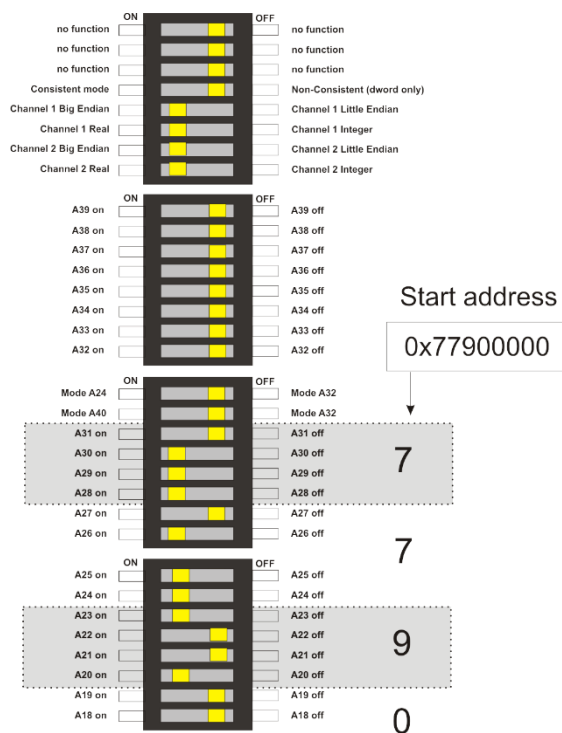 ON OFF
no function no function
no function no function
no function no function
Consistent mode Non-Consistent (dword only)
Channel 1 Big Endian Channel 1 Little Endian
Channel 1 Real Channel 1 Integer
Channel 2 Big Endian Channel 2 Little Endian
Channel 2 Real Channel 2 Integer
A39 on A39 off
A38 on A38 off
A37 on A37 off
A36 on A36 off
A35 on A35 off
A34 on A34 off
A33 on A33 off
A32 on A32 off
Start address
0x77900000
ON OFF
Mode A24 Mode A32
Mode A40 Mode A32
A31 on A31 off
A30 on A30 off 7
A29 on A29 off
A28 on A28 off
A27 on A27 off
A26 on A26 off
7
ON OFF
A25 on A25 off
A24 on A24 off
A23 on A23 off
A22 on A22 off 9
A21 on A21 off
A20 on A20 off
A19 on A19 off
A18 on A18 off 0